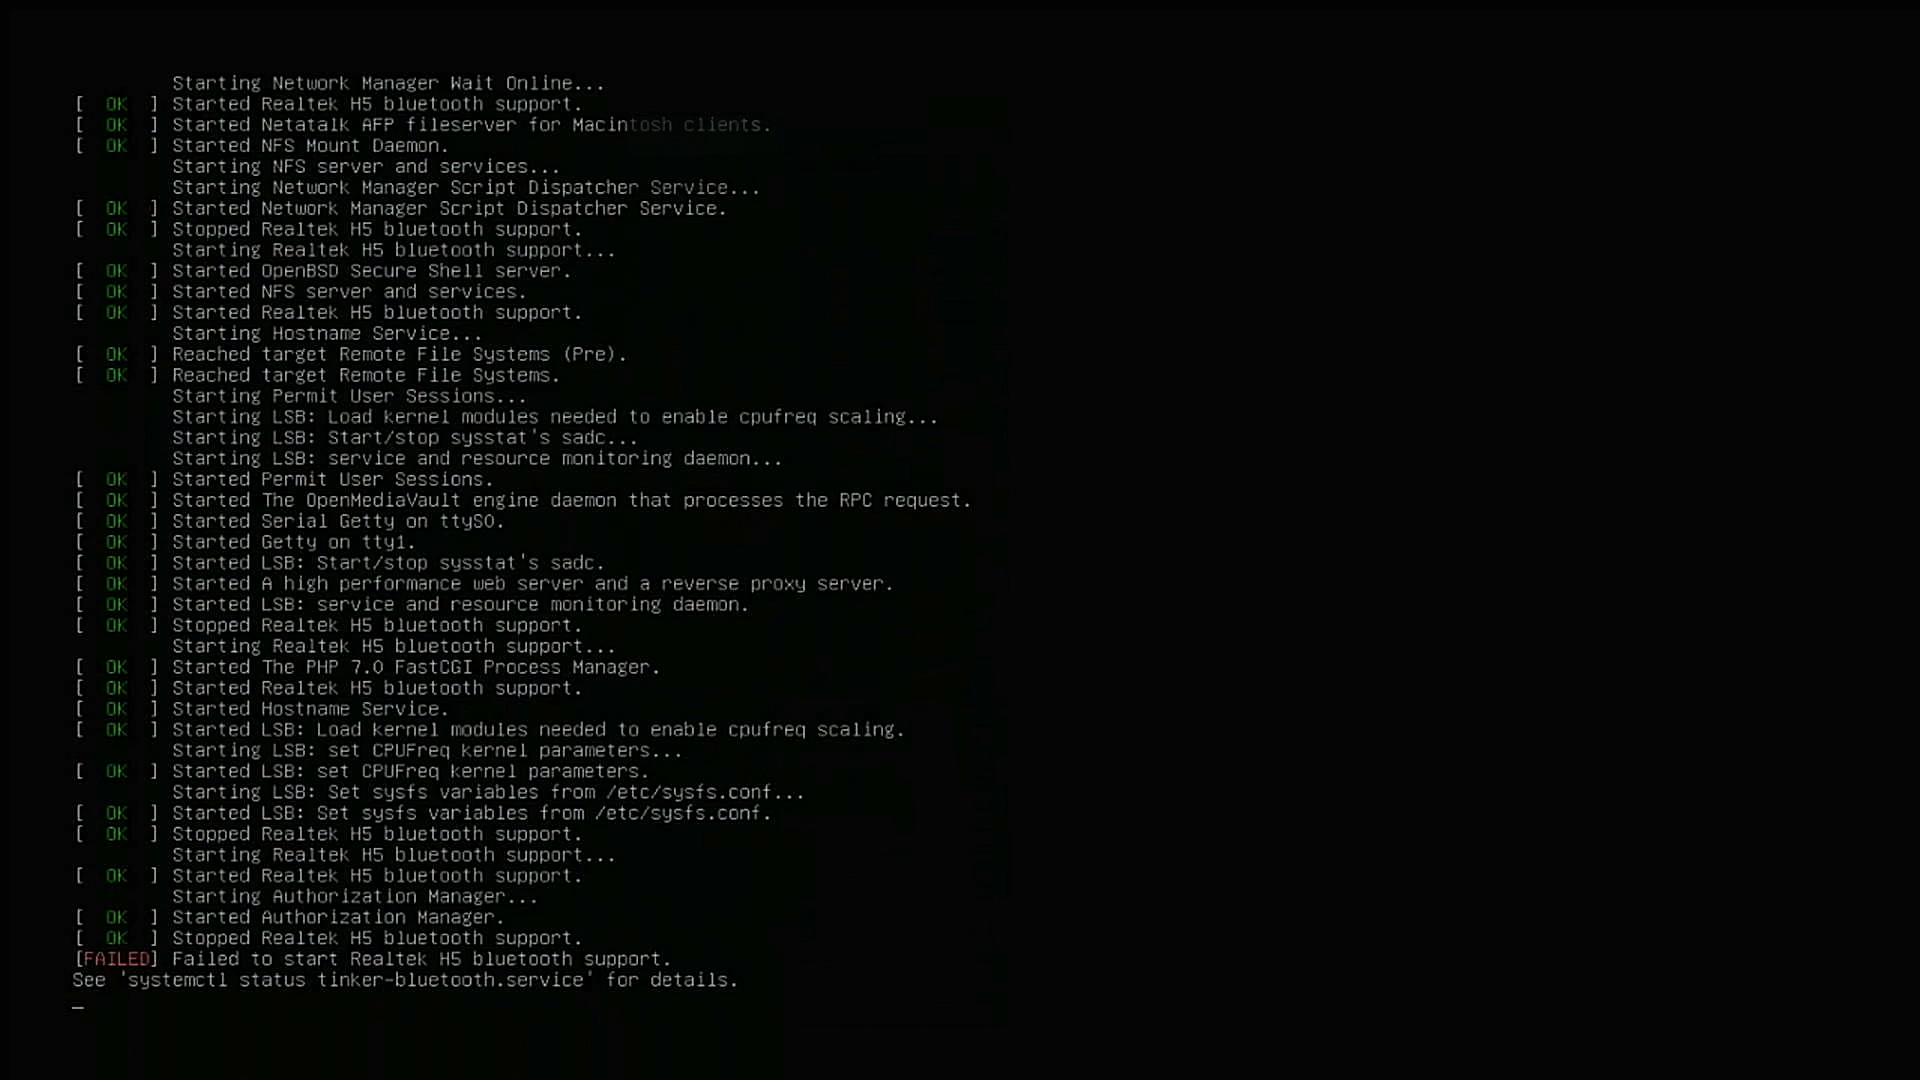 Starting Network Manager Wait Online...
[  OK  ] Started Realtek H5 bluetooth support.
[  OK  ] Started Netatalk AFP fileserver for Macintosh clients.
[  OK  ] Started NFS Mount Daemon.
Starting NFS server and services...
Starting Network Manager Script Dispatcher Service...
[  OK  ] Started Network Manager Script Dispatcher Service.
[  OK  ] Stopped Realtek H5 bluetooth support.
Starting Realtek H5 bluetooth support...
[  OK  ] Started OpenBSD Secure Shell server.
[  OK  ] Started NFS server and services.
[  OK  ] Started Realtek H5 bluetooth support.
Starting Hostname Service...
[  OK  ] Reached target Remote File Systems (Pre).
[  OK  ] Reached target Remote File Systems.
Starting Permit User Sessions...
Starting LSB: Load kernel modules needed to enable cpufreq scaling...
Starting LSB: Start/stop sysstat's sadc...
Starting LSB: service and resource monitoring daemon...
[  OK  ] Started Permit User Sessions.
[  OK  ] Started The OpenMediaVault engine daemon that processes the RPC request.
[  OK  ] Started Serial Getty on ttyS0.
[  OK  ] Started Getty on tty1.
[  OK  ] Started LSB: Start/stop sysstat's sadc.
[  OK  ] Started A high performance web server and a reverse proxy server.
[  OK  ] Started LSB: service and resource monitoring daemon.
[  OK  ] Stopped Realtek H5 bluetooth support.
Starting Realtek H5 bluetooth support...
[  OK  ] Started The PHP 7.0 FastCGI Process Manager.
[  OK  ] Started Realtek H5 bluetooth support.
[  OK  ] Started Hostname Service.
[  OK  ] Started LSB: Load kernel modules needed to enable cpufreq scaling.
Starting LSB: set CPUFreq kernel parameters...
[  OK  ] Started LSB: set CPUFreq kernel parameters.
Starting LSB: Set sysfs variables from /etc/sysfs.conf...
[  OK  ] Started LSB: Set sysfs variables from /etc/sysfs.conf.
[  OK  ] Stopped Realtek H5 bluetooth support.
Starting Realtek H5 bluetooth support...
[  OK  ] Started Realtek H5 bluetooth support.
Starting Authorization Manager...
[  OK  ] Started Authorization Manager.
[  OK  ] Stopped Realtek H5 bluetooth support.
[FAILED] Failed to start Realtek H5 bluetooth support.
See 'systemctl status tinker-bluetooth.service' for details.
_